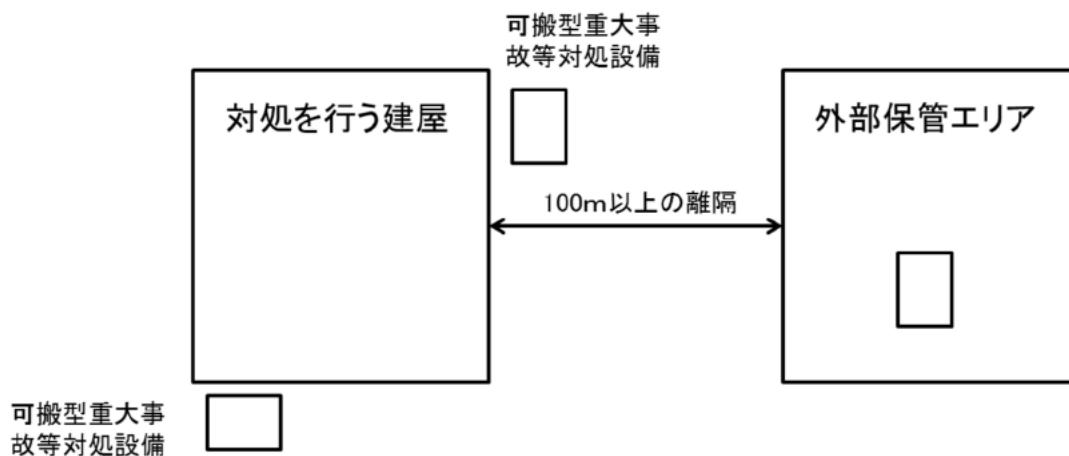 可搬型重大事
故等対処設備
対処を行う建屋
外部保管エリア
100m以上の離隔
可搬型重大事
故等対処設備